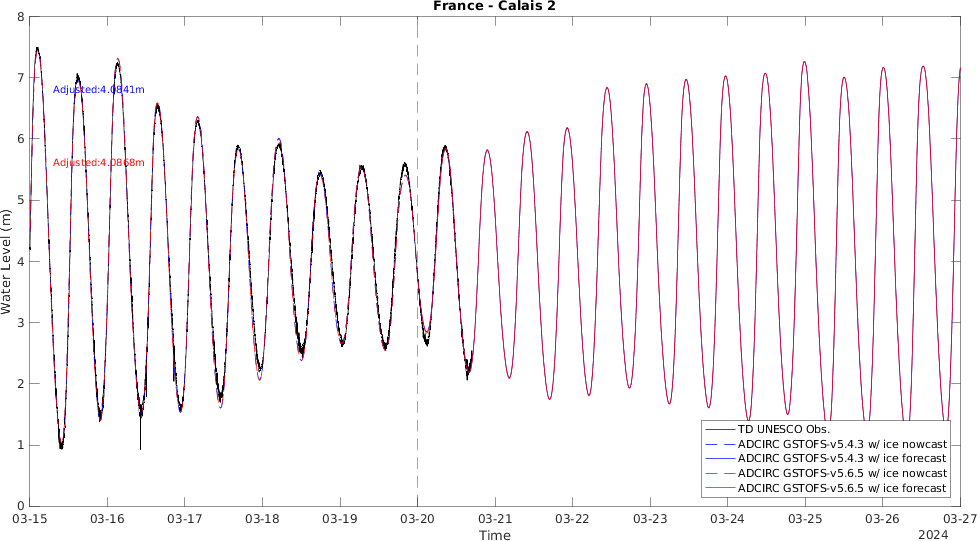 France - Calais 2
8
7
6
5
4
3
2
1
0
Water Level (m)
Adjusted:4.0841m
Adjusted:4.0868m
TD UNESCO Obs.
ADCIRC GSTOFS-v5.4.3 w/ ice nowcast
ADCIRC GSTOFS-v5.4.3 w/ ice forecast
ADCIRC GSTOFS-v5.6.5 w/ ice nowcast
ADCIRC GSTOFS-v5.6.5 w/ ice forecast
03-15 03-16 03-17 03-18 03-19 03-20 03-21 03-22 03-23 03-24 03-25 03-26 03-27
Time
2024